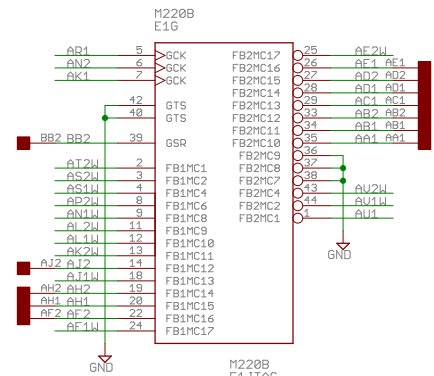 M220B
E1G
AR1 5 GCK FB2MC17 25 AE2W
AN2 6 GCK FB2MC16 26 AE1 AE1
AK1 7 GCK FB2MC15 27 AD2 AD2
FB2MC14 28 AD1 AD1
42 GTS FB2MC13 29 AC1 AC1
40 GTS FB2MC12 33 AB2 AB2
FB2MC11 34 AB1 AB1
BB2 BB2 39 GSR FB2MC10 35 AA1 AA1
FB2MC9 36
AT2W 2 FB1MC1 FB2MC8 37
AS2W 3 FB1MC2 FB2MC7 38
AS1W 4 FB1MC4 FB2MC4 43 AV2W
AP2W 8 FB1MC6 FB2MC2 44 AV1W
AN1W 9 FB1MC8 FB2MC1 1 AU1
AL2W 11 FB1MC9
AL1W 12 FB1MC10
AK2W 13 FB1MC11
GND
AJ2 AJ2 14 FB1MC12
AJ1W 18 FB1MC13
AH2 AH2 19 FB1MC14
AH1 AH1 20 FB1MC15
AF2 AF2 22 FB1MC16
AF1W 24 FB1MC17
GND
M220B
E1JTAG